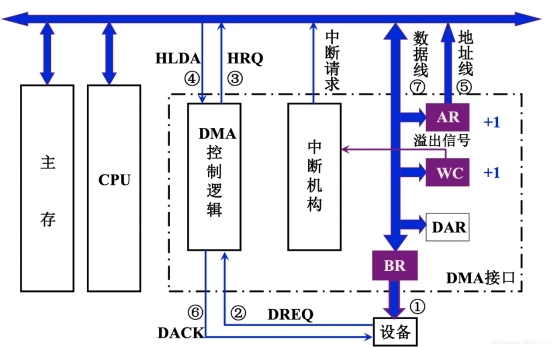 HLDA
④
HRQ
③
中断请求
数据线
⑦
地址线
⑤
主存
CPU
DMA
控制逻辑
中断机构
AR
+1
溢出信号
WC
+1
DAR
BR
DMA接口
①
⑥
②
DREQ
DACK
设备